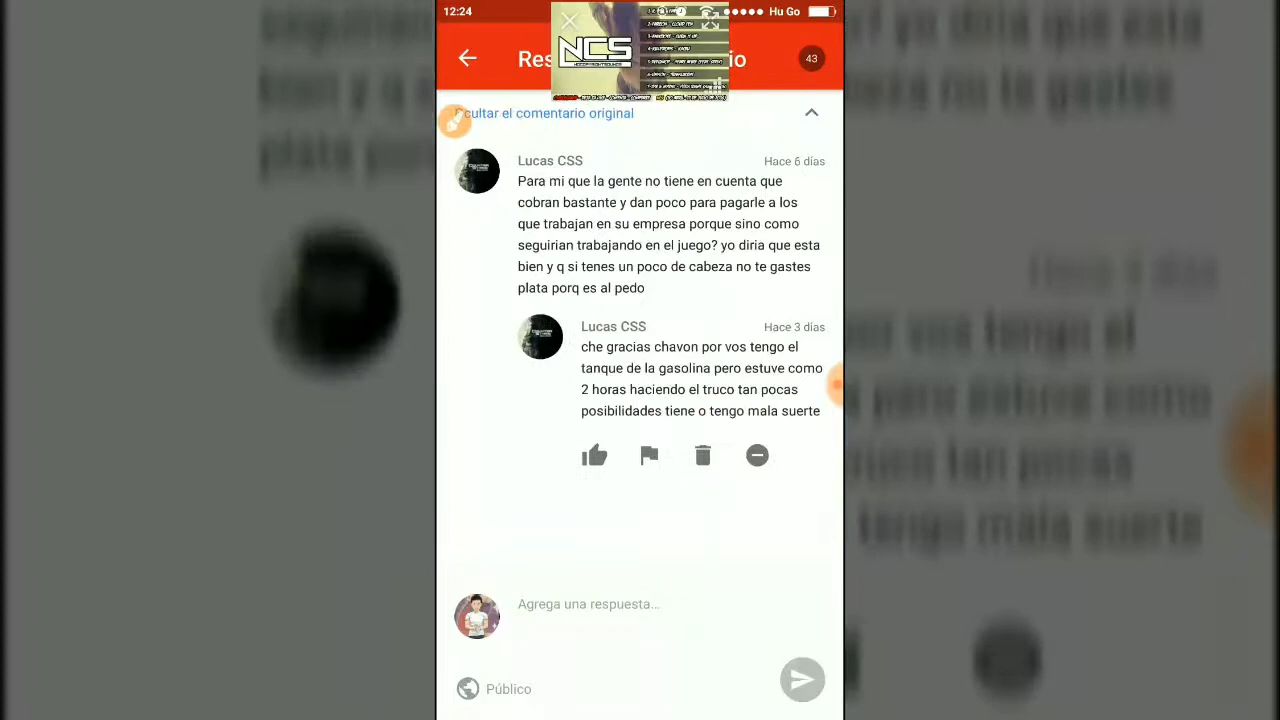 12:24
Hu Go
NCS
Res
io
43
cultar el comentario original
Lucas CSS
Hace 6 días
Para mi que la gente no tiene en cuenta que
cobran bastante y dan poco para pagarle a los
que trabajan en su empresa porque sino como
seguirian trabajando en el juego? yo diria que esta
bien y q si tenes un poco de cabeza no te gastes
plata porq es al pedo
Lucas CSS
Hace 3 días
che gracias chavon por vos tengo el
tanque de la gasolina pero estuve como
2 horas haciendo el truco tan pocas
posibilidades tiene o tengo mala suerte
Agrega una respuesta...
Público